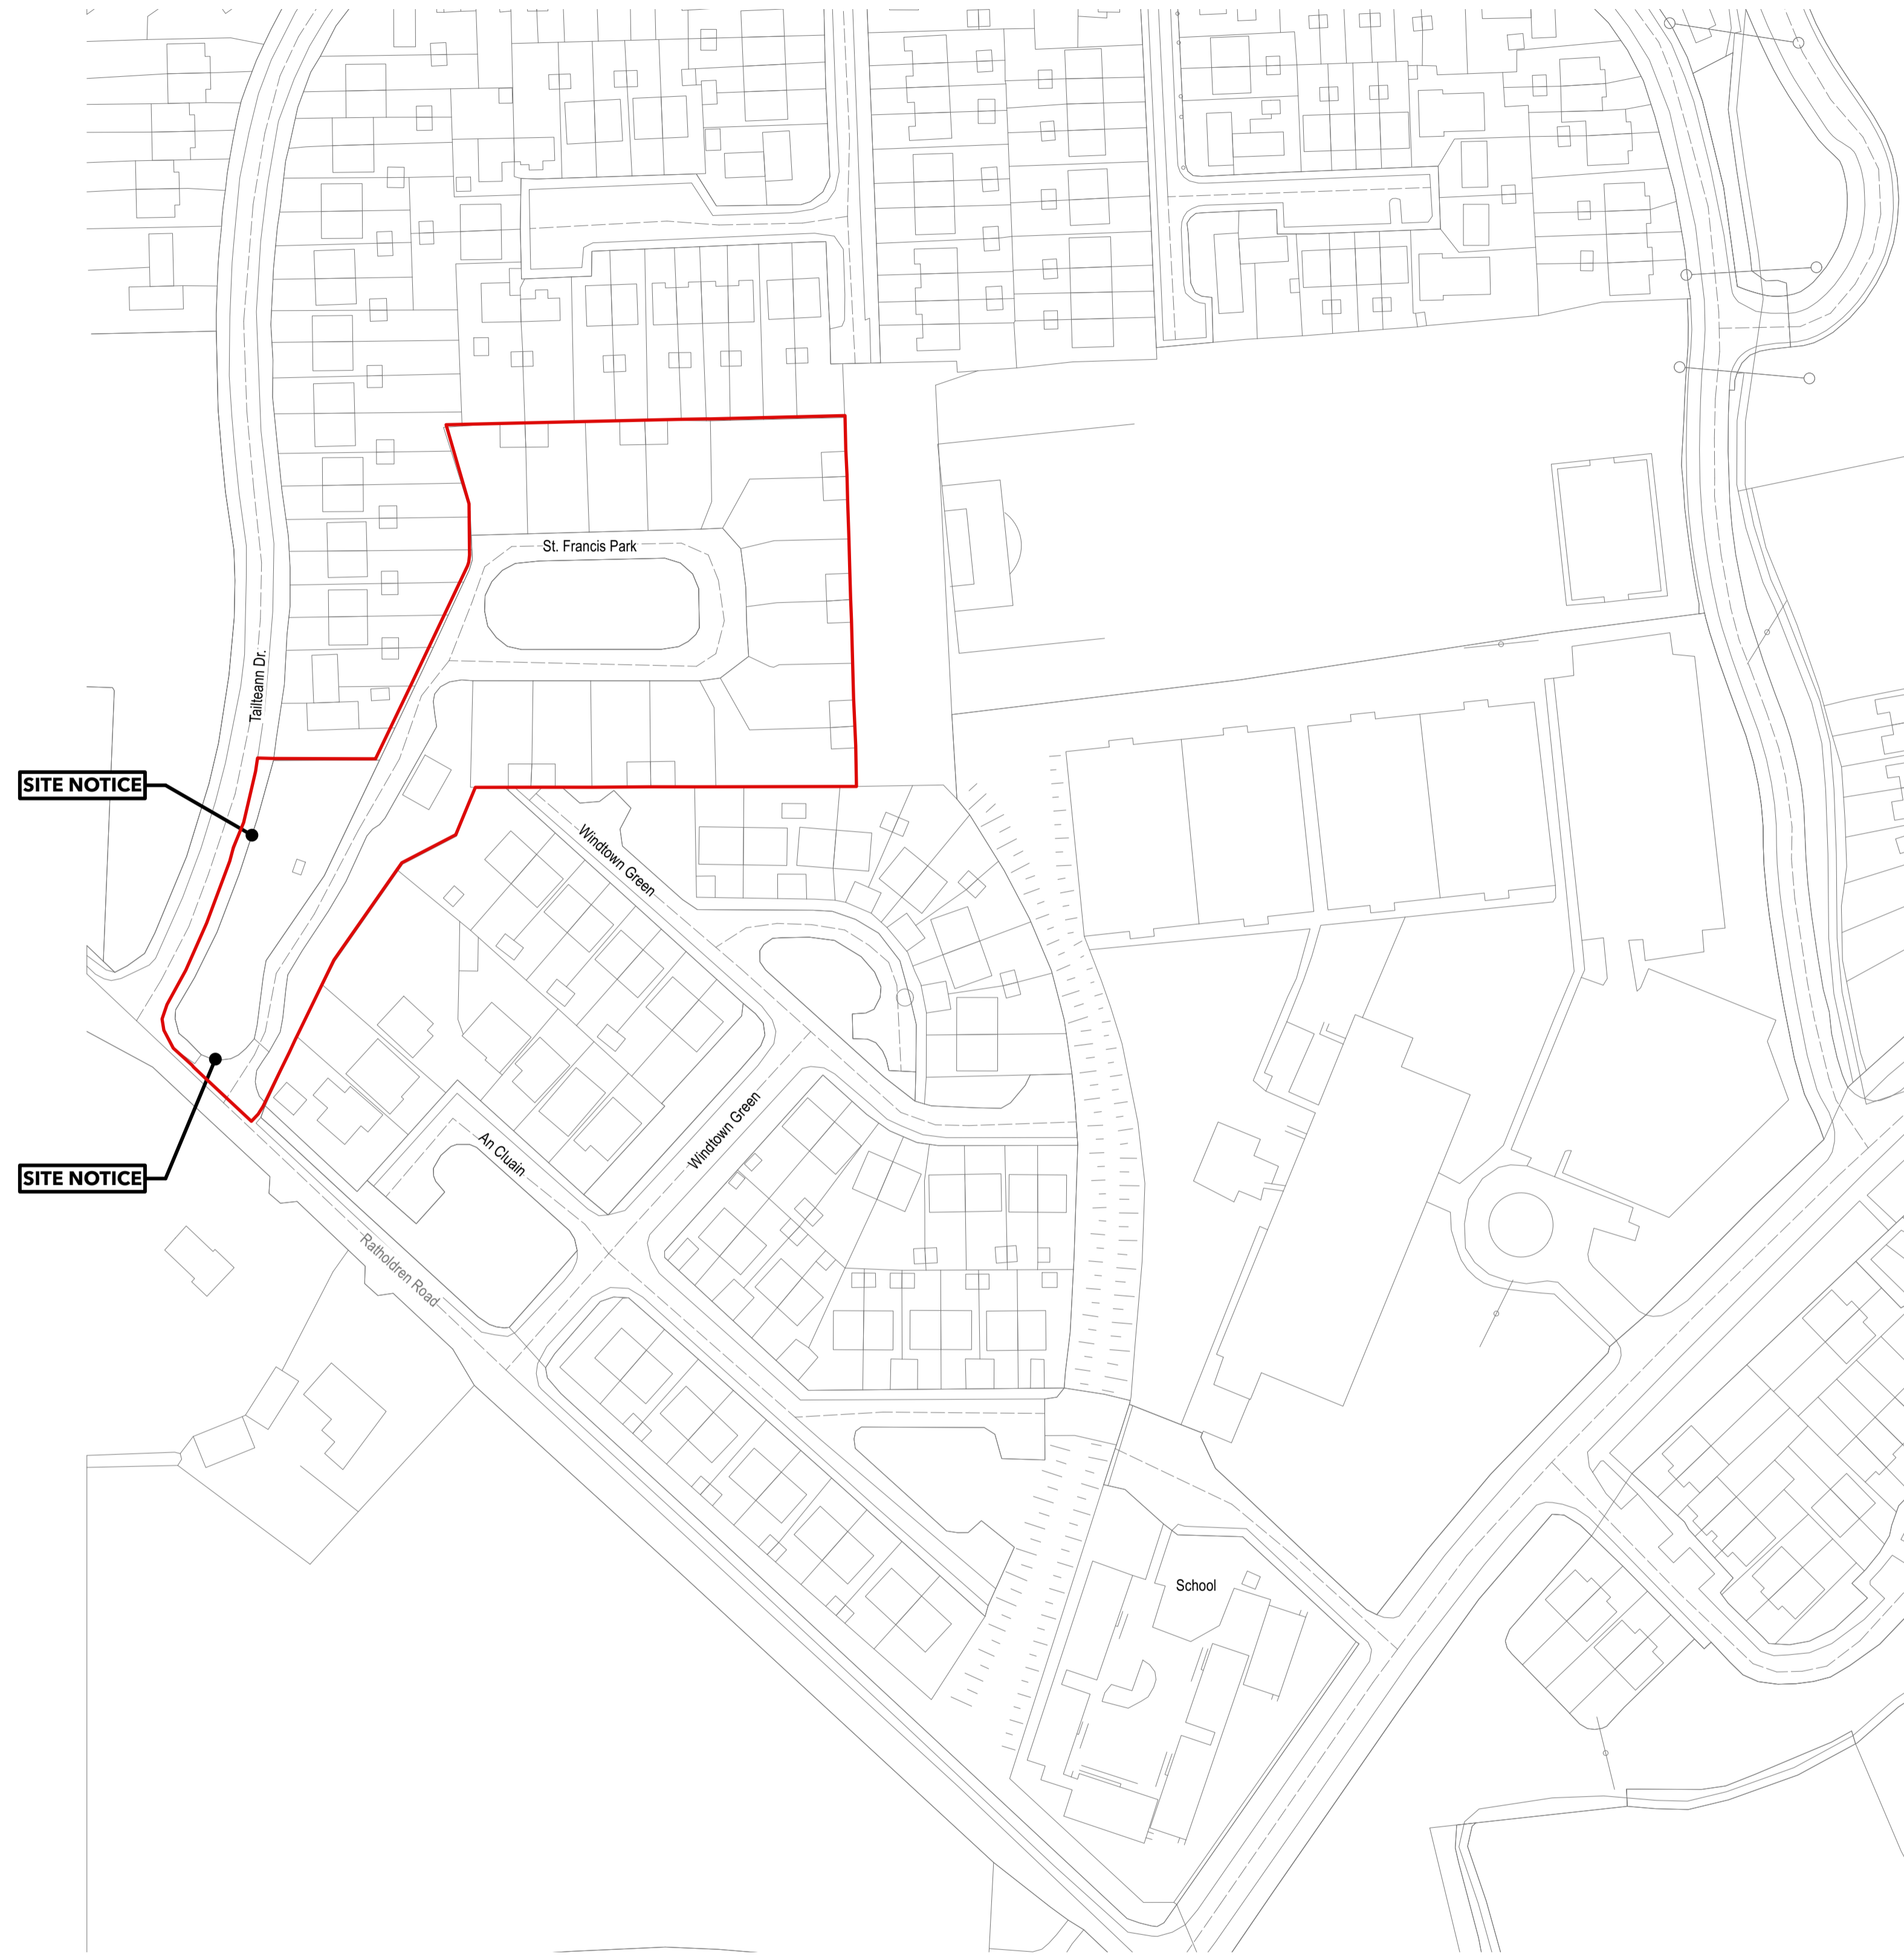 St. Francis Park
Tailteann Dr.
SITE NOTICE
Windtown Green
Windtown Green
An Cluain
SITE NOTICE
Ratholdren Road
School